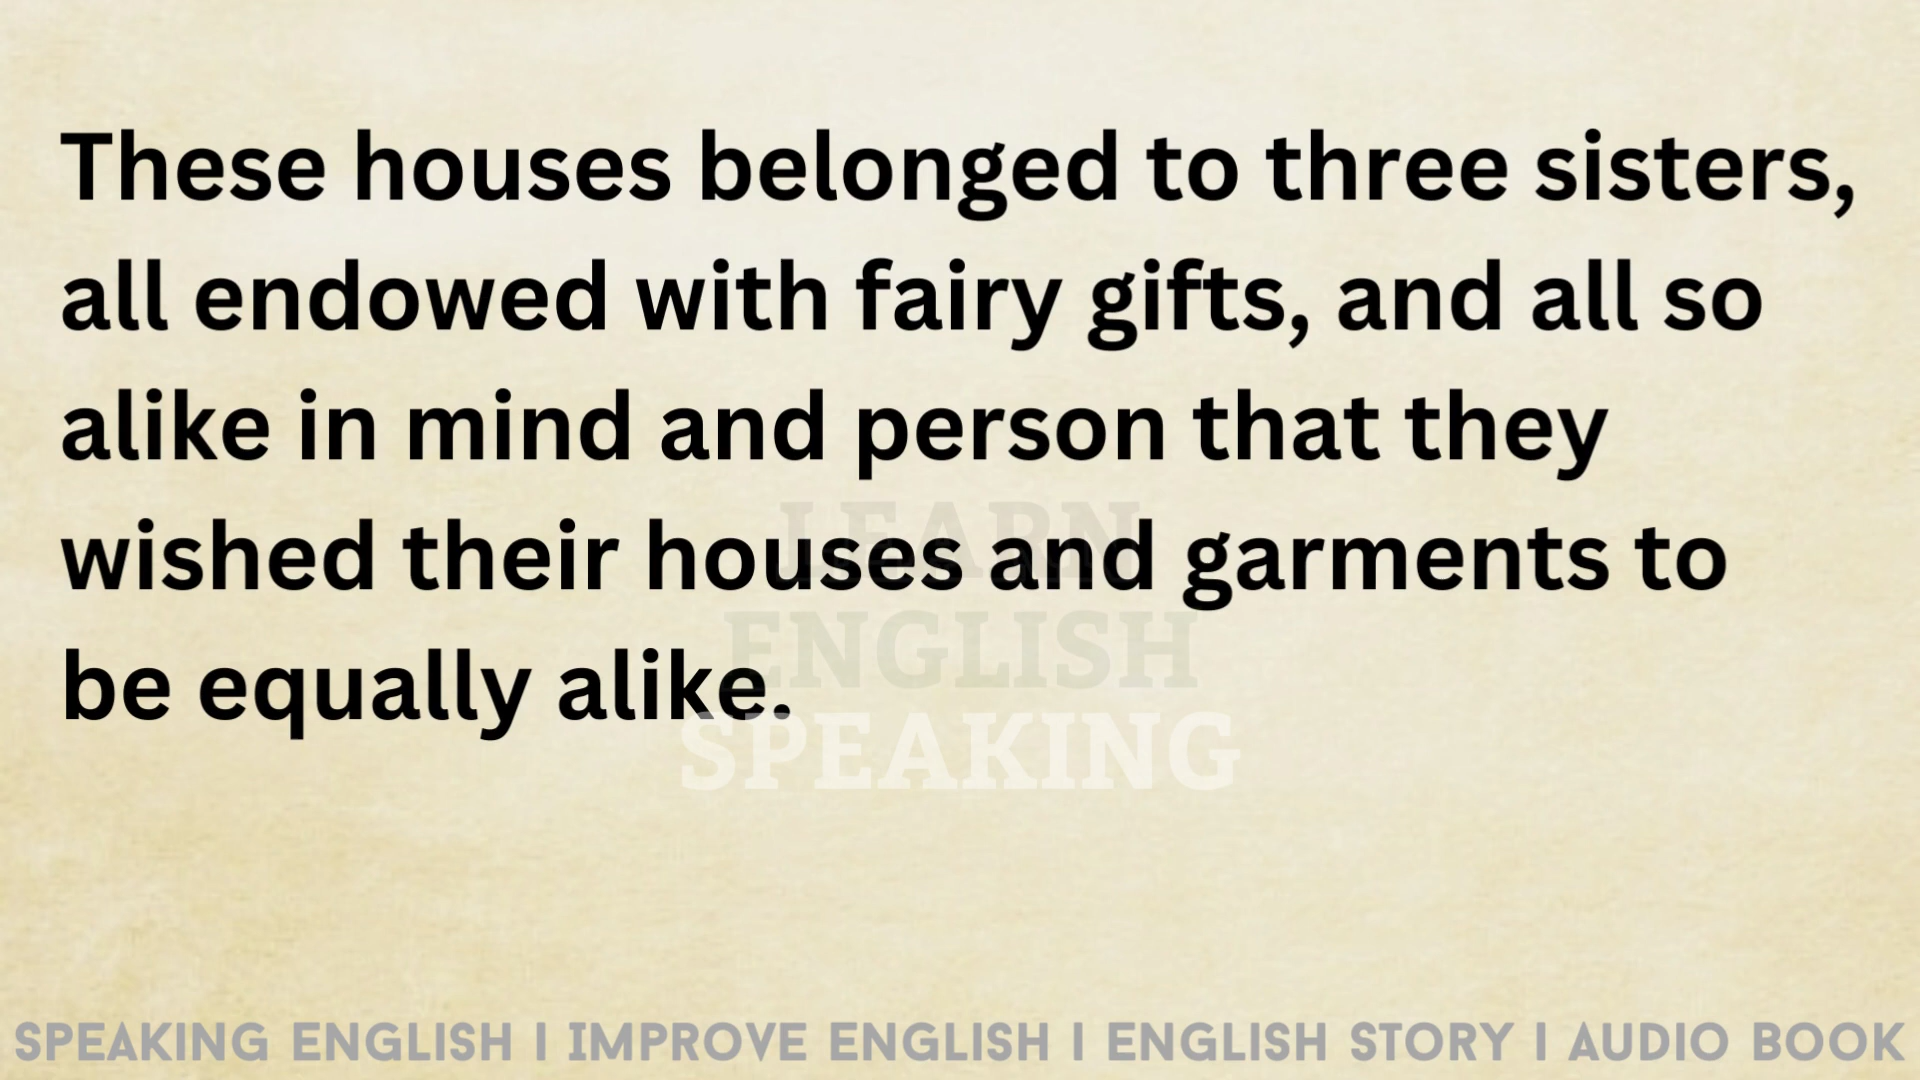 These houses belonged to three sisters,
all endowed with fairy gifts, and all so
alike in mind and person that they
wished their houses and garments to
be equally alike.
LEARN
ENGLISH
SPEAKING
SPEAKING ENGLISH I IMPROVE ENGLISH I ENGLISH STORY I AUDIO BOOK